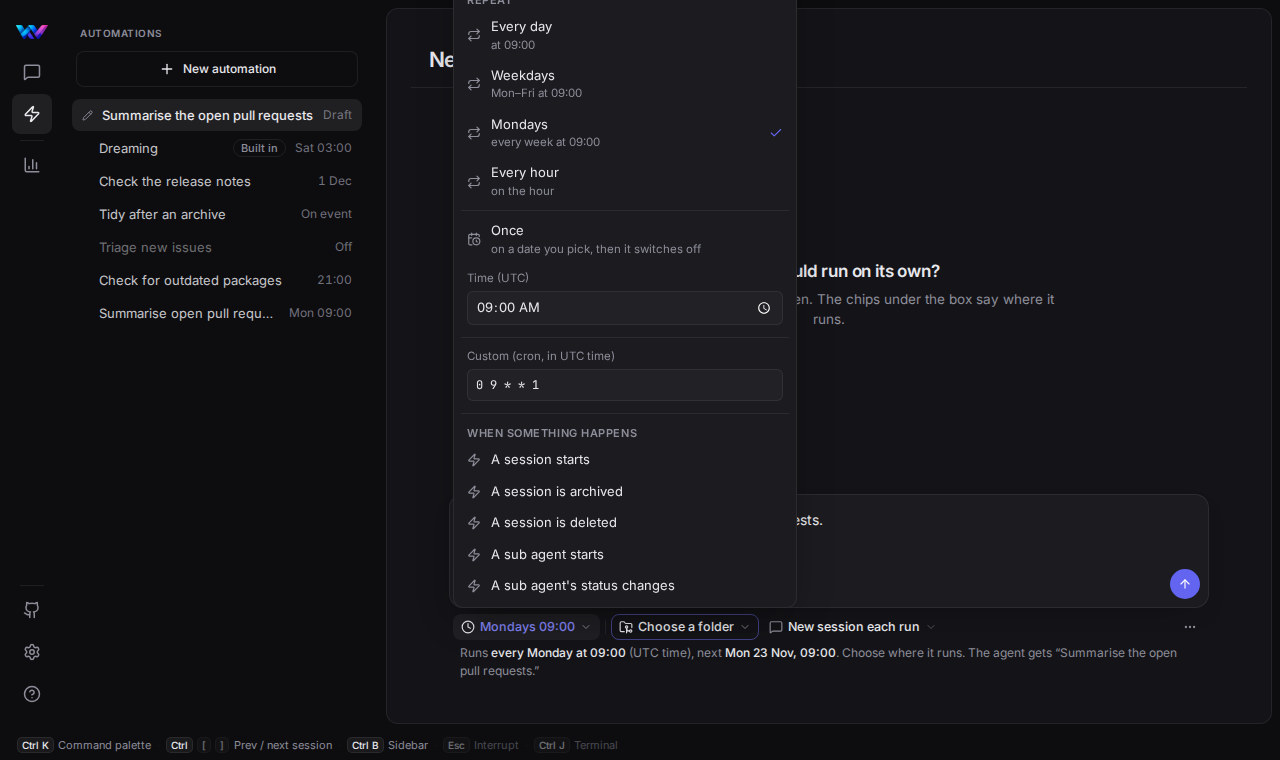 AUTOMATIONS
New automation
Summarise the open pull requests Draft
Dreaming Built in Sat 03:00
Check the release notes 1 Dec
Tidy after an archive On event
Triage new issues Off
Check for outdated packages 21:00
Summarise open pull requ... Mon 09:00
Ne
REPEAT
Every day
at 09:00
Weekdays
Mon–Fri at 09:00
Mondays
every week at 09:00
Every hour
on the hour
Once
on a date you pick, then it switches off
Time (UTC)
09:00 AM
Custom (cron, in UTC time)
0 9 * * 1
WHEN SOMETHING HAPPENS
A session starts
A session is archived
A session is deleted
A sub agent starts
A sub agent's status changes
uld run on its own?
en. The chips under the box say where it
runs.
ests.
Mondays 09:00 Choose a folder New session each run
Runs every Monday at 09:00 (UTC time), next Mon 23 Nov, 09:00. Choose where it runs. The agent gets “Summarise the open
pull requests.”
Ctrl K Command palette Ctrl [ ] Prev / next session Ctrl B Sidebar Esc Interrupt Ctrl J Terminal